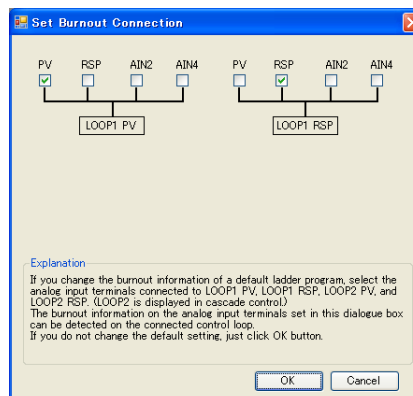 Set Burnout Connection
PV RSP AIN2 AIN4 PV RSP AIN2 AIN4
LOOP1 PV LOOP1 RSP
Explanation
If you change the burnout information of a default ladder program, select the
analog input terminals connected to LOOP1 PV, LOOP1 RSP, LOOP2 PV, and
LOOP2 RSP. (LOOP2 is displayed in cascade control.)
The burnout information on the analog input terminals set in this dialogue box
can be detected on the connected control loop.
If you do not change the default setting, just click OK button.
OK Cancel